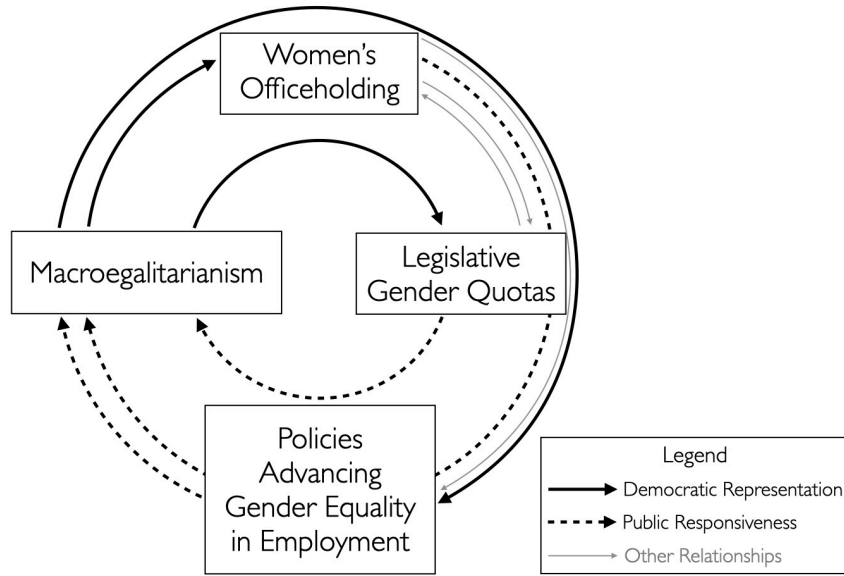 Women's
Officeholding
Macroegalitarianism
Legislative
Gender Quotas
Policies
Advancing
Gender Equality
in Employment
Legend
Democratic Representation
Public Responsiveness
Other Relationships